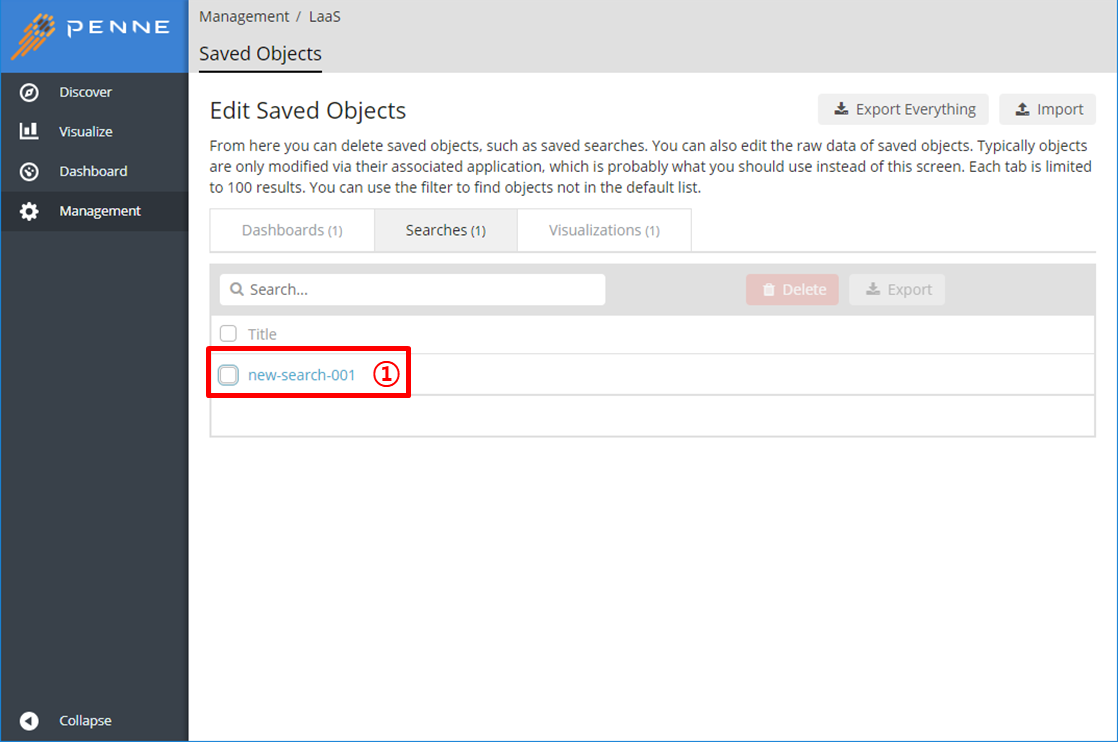 PENNE
Management / LaaS
Saved Objects
Discover
Visualize
Dashboard
Management
Edit Saved Objects
Export Everything
Import
From here you can delete saved objects, such as saved searches. You can also edit the raw data of saved objects. Typically objects
are only modified via their associated application, which is probably what you should use instead of this screen. Each tab is limited
to 100 results. You can use the filter to find objects not in the default list.
Dashboards (1)
Searches (1)
Visualizations (1)
Search...
Delete
Export
Title
new-search-001 ①
Collapse